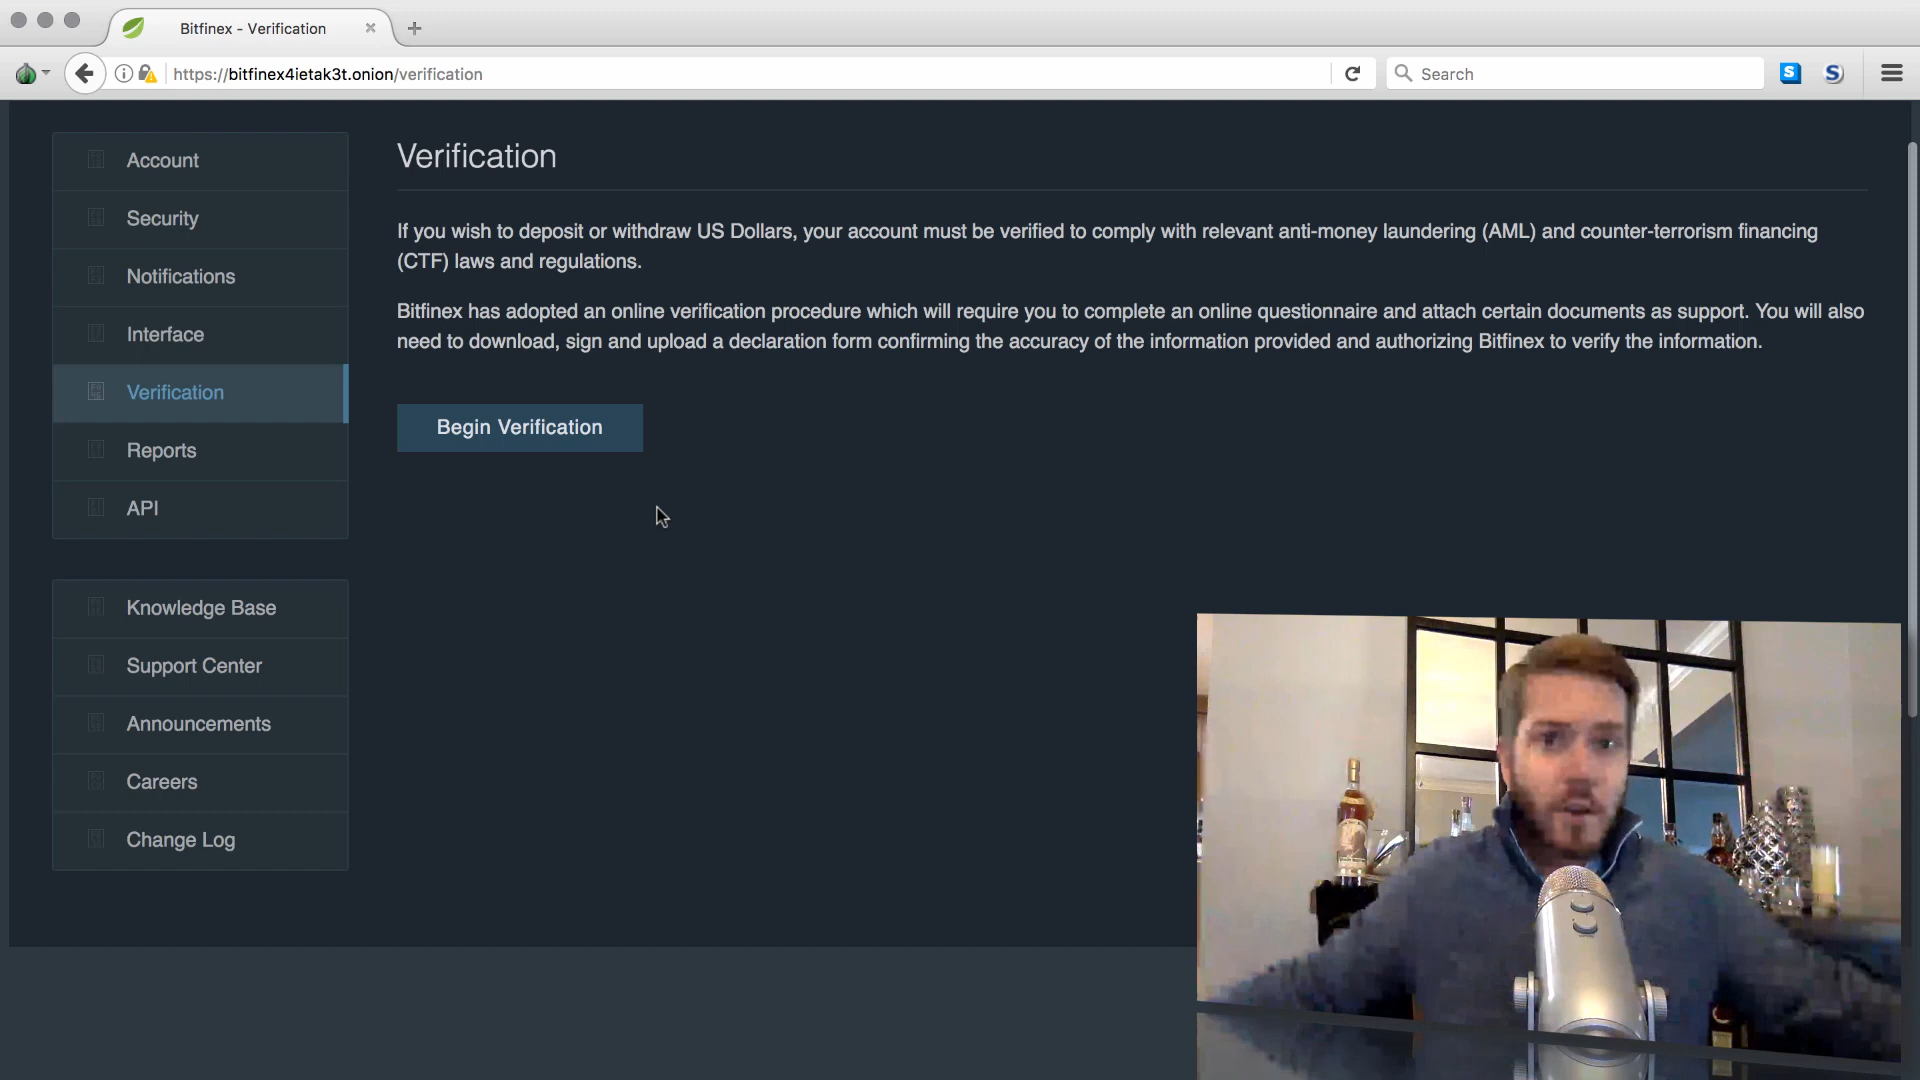 Bitfinex - Verification
https://bitfinex4ietak3t.onion/verification
Search
S
S
Account
Security
Notifications
Interface
Verification
Reports
API
Knowledge Base
Support Center
Announcements
Careers
Change Log
Verification
If you wish to deposit or withdraw US Dollars, your account must be verified to comply with relevant anti-money laundering (AML) and counter-terrorism financing
(CTF) laws and regulations.
Bitfinex has adopted an online verification procedure which will require you to complete an online questionnaire and attach certain documents as support. You will also
need to download, sign and upload a declaration form confirming the accuracy of the information provided and authorizing Bitfinex to verify the information.
Begin Verification